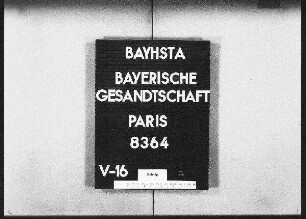 BAYHSTA
BAYERISCHE
GESANDTSCHAFT
PARIS
8364
V-16